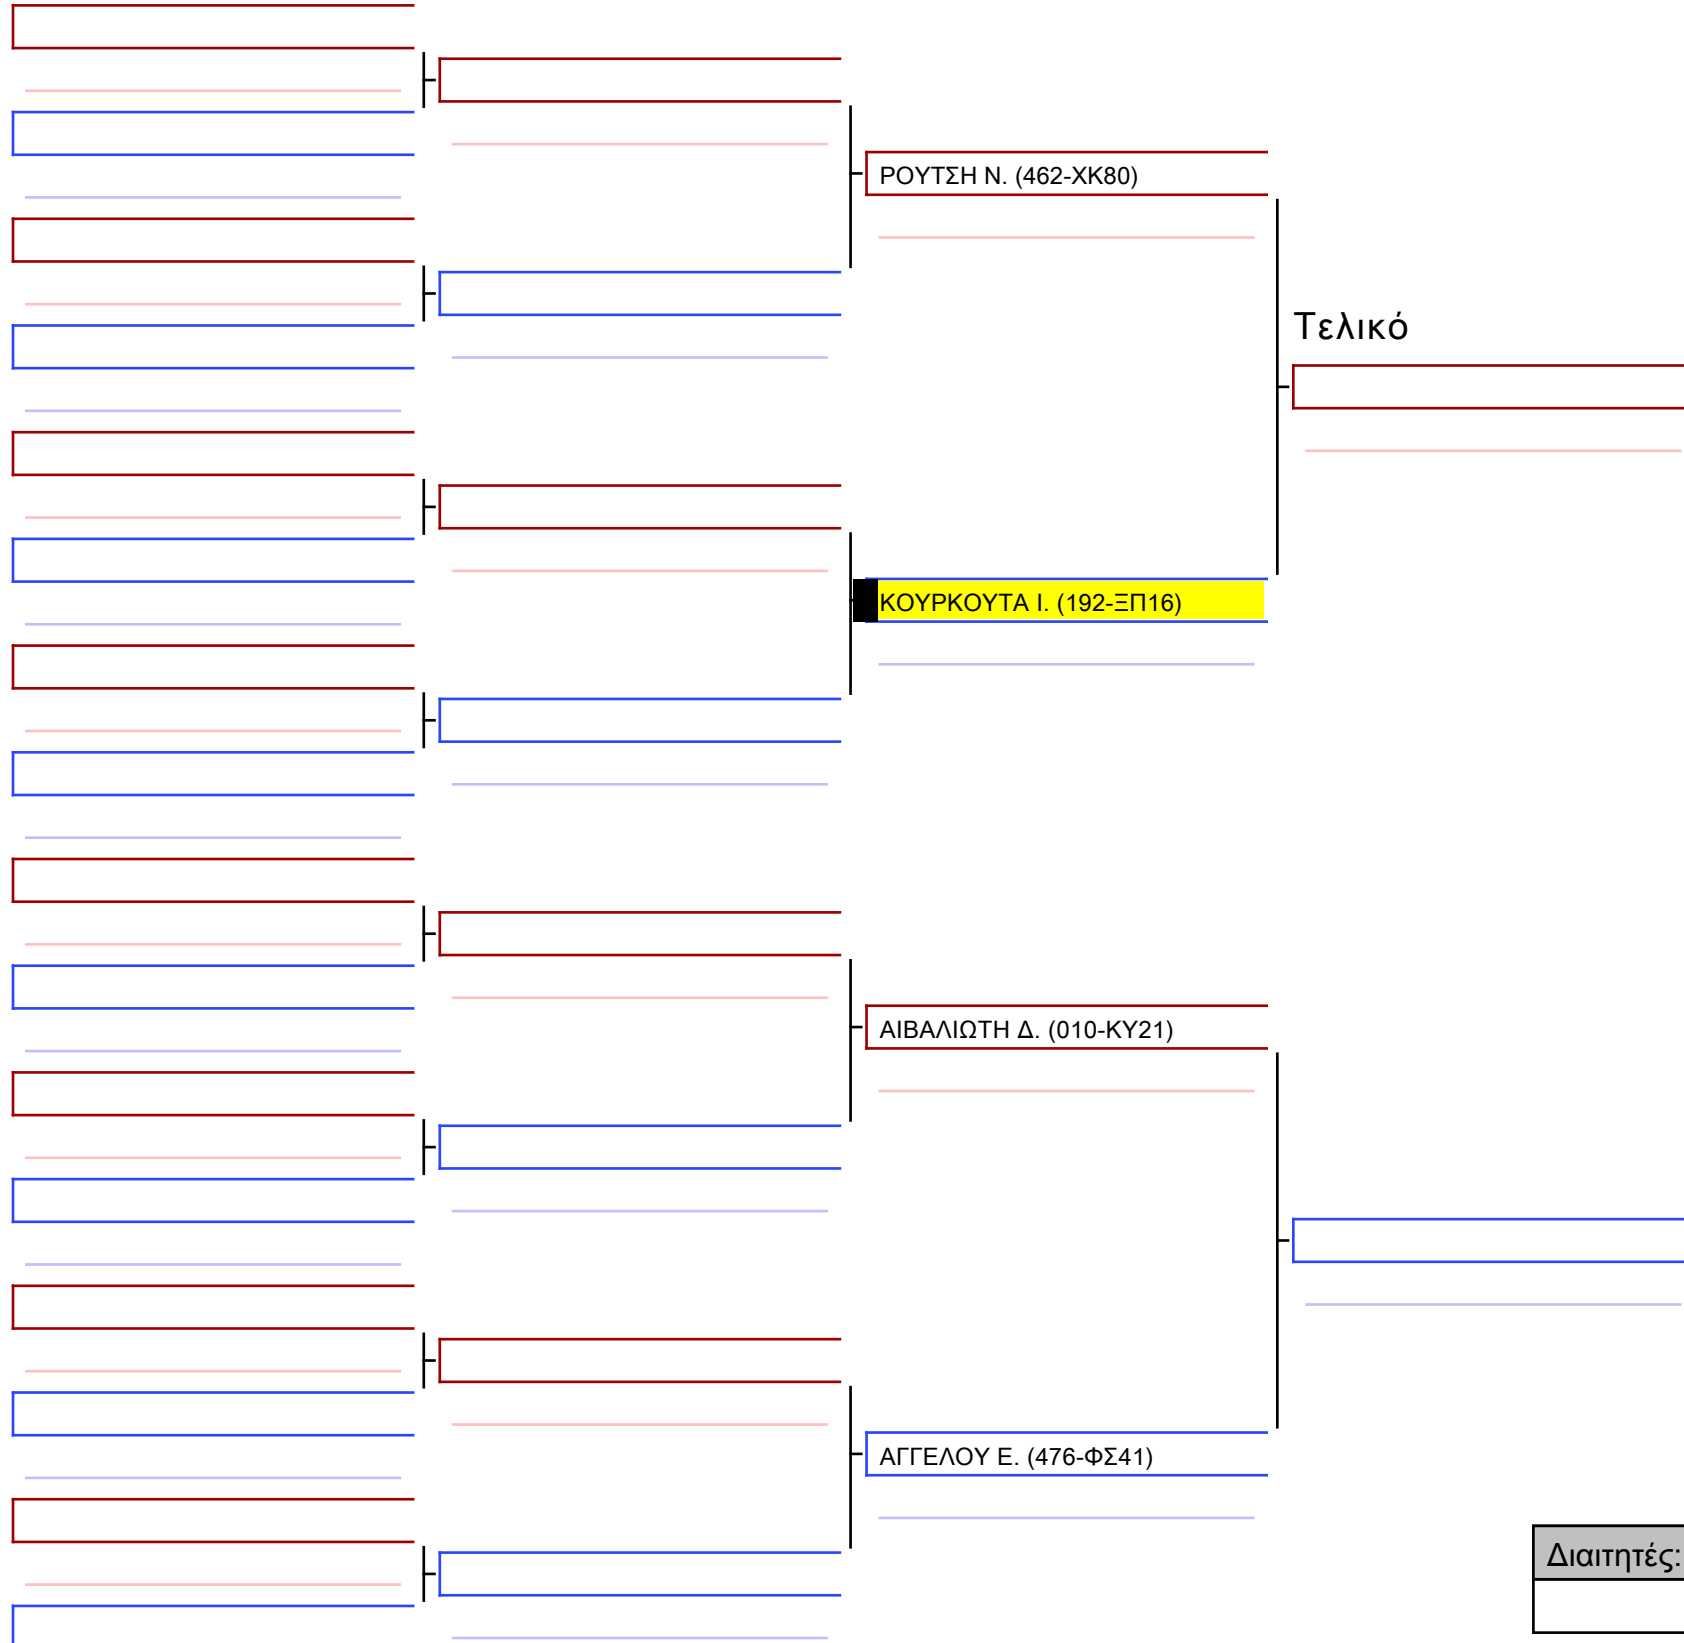 ΡΟΥΤΣΗ Ν. (462-ΧΚ80)
Τελικό
ΚΟΥΡΚΟΥΤΑ Ι. (192-ΞΠ16)
ΑΙΒΑΛΙΩΤΗ Δ. (010-ΚΥ21)
ΑΓΓΕΛΟΥ Ε. (476-ΦΣ41)
Διαιτητές: